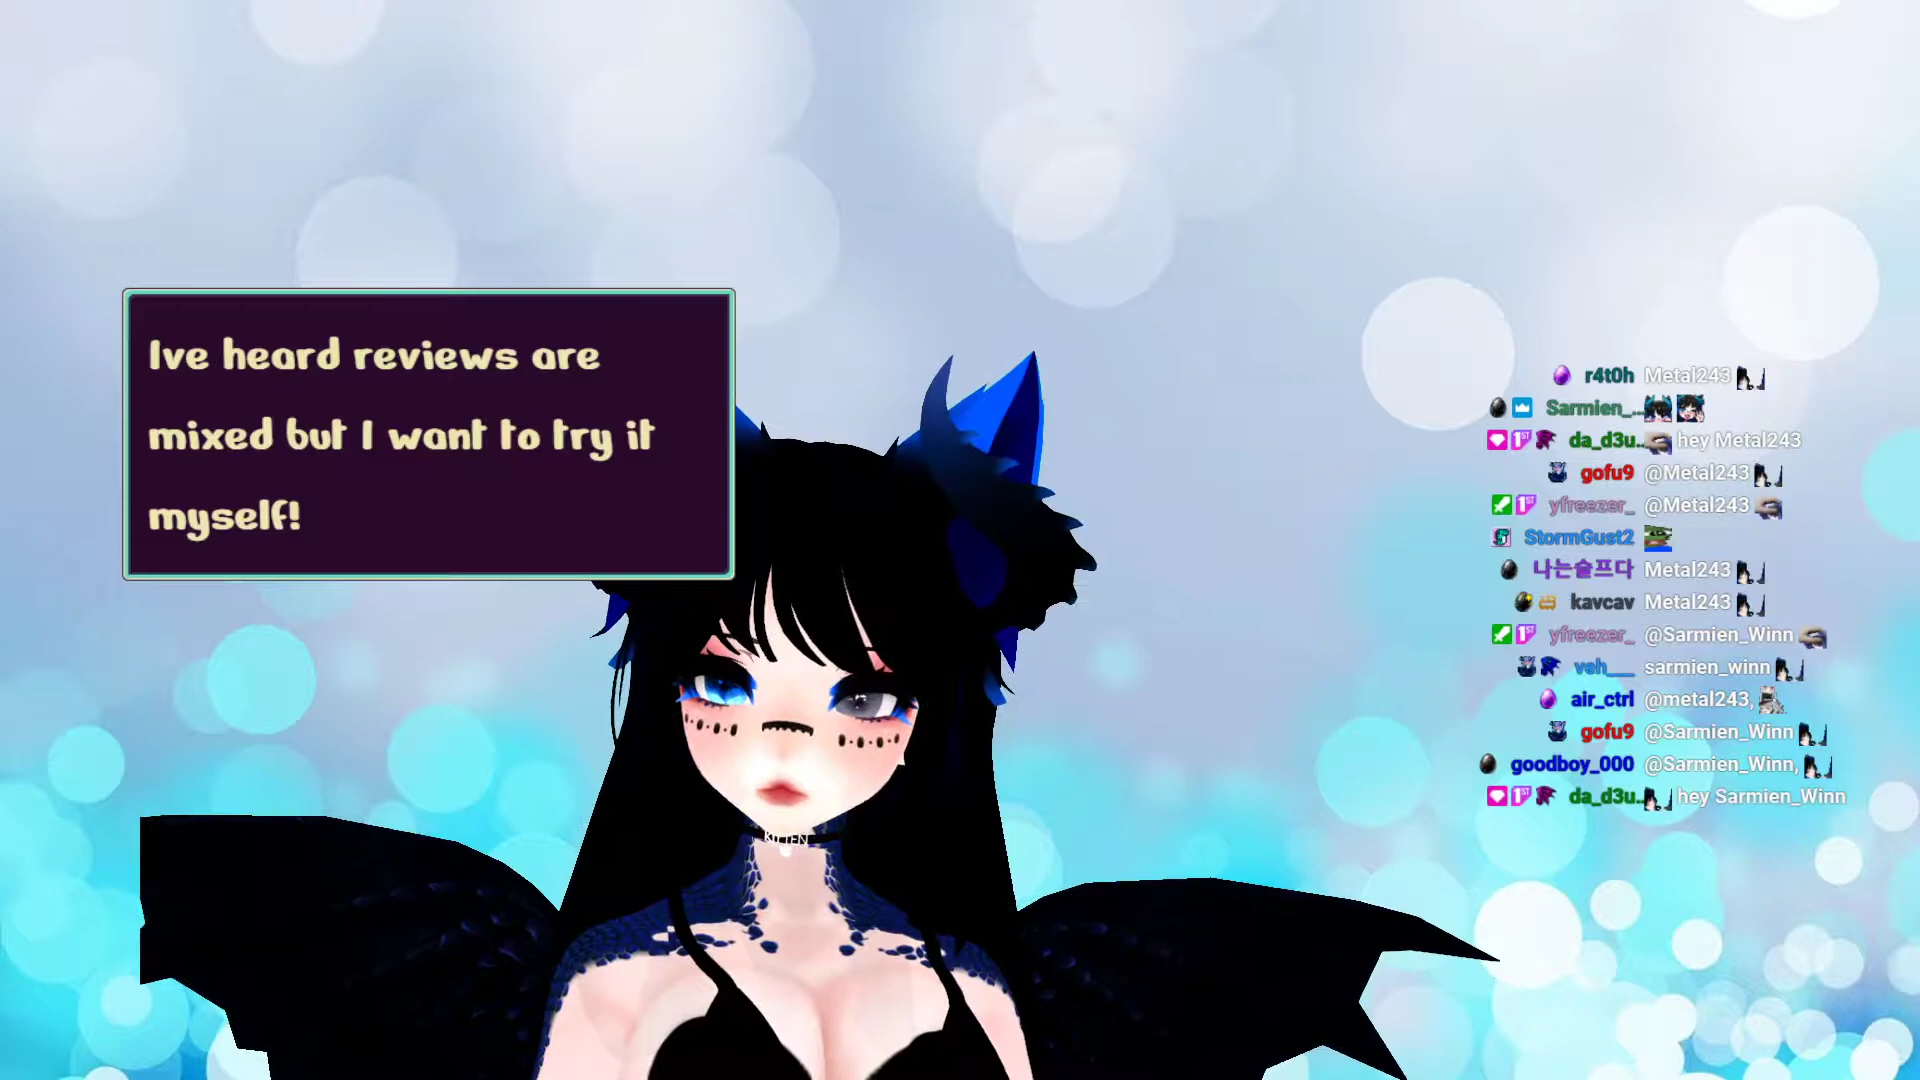 Ive heard reviews are
mixed but I want to try it
myself!
KITTEN
r4t0h Metal243
Sarmien_...
da_d3u... hey Metal243
gofu9 @Metal243
yfreezer_ @Metal243
StormGust2
나는슬프다 Metal243
kavcav Metal243
yfreezer_ @Sarmien_Winn
veh___ sarmien_winn
air_ctrl @metal243,
gofu9 @Sarmien_Winn
goodboy_000 @Sarmien_Winn,
da_d3u... hey Sarmien_Winn